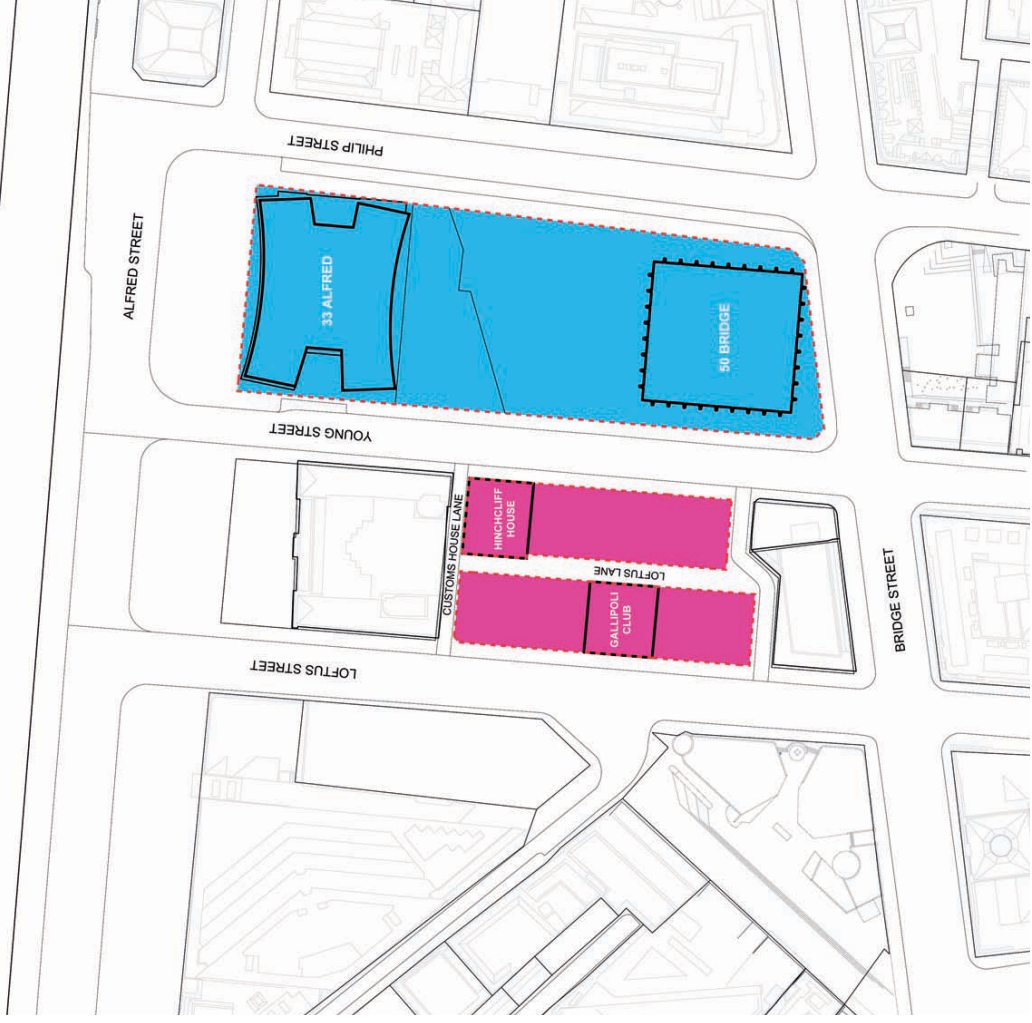 PHILIP STREET
ALFRED STREET
33 ALFRED
50 BRIDGE
YOUNG STREET
CUSTOMS HOUSE LANE
HINCHCLIFF
HOUSE
LOFTUS LANE
GALLIPOLI
CLUB
BRIDGE STREET
LOFTUS STREET